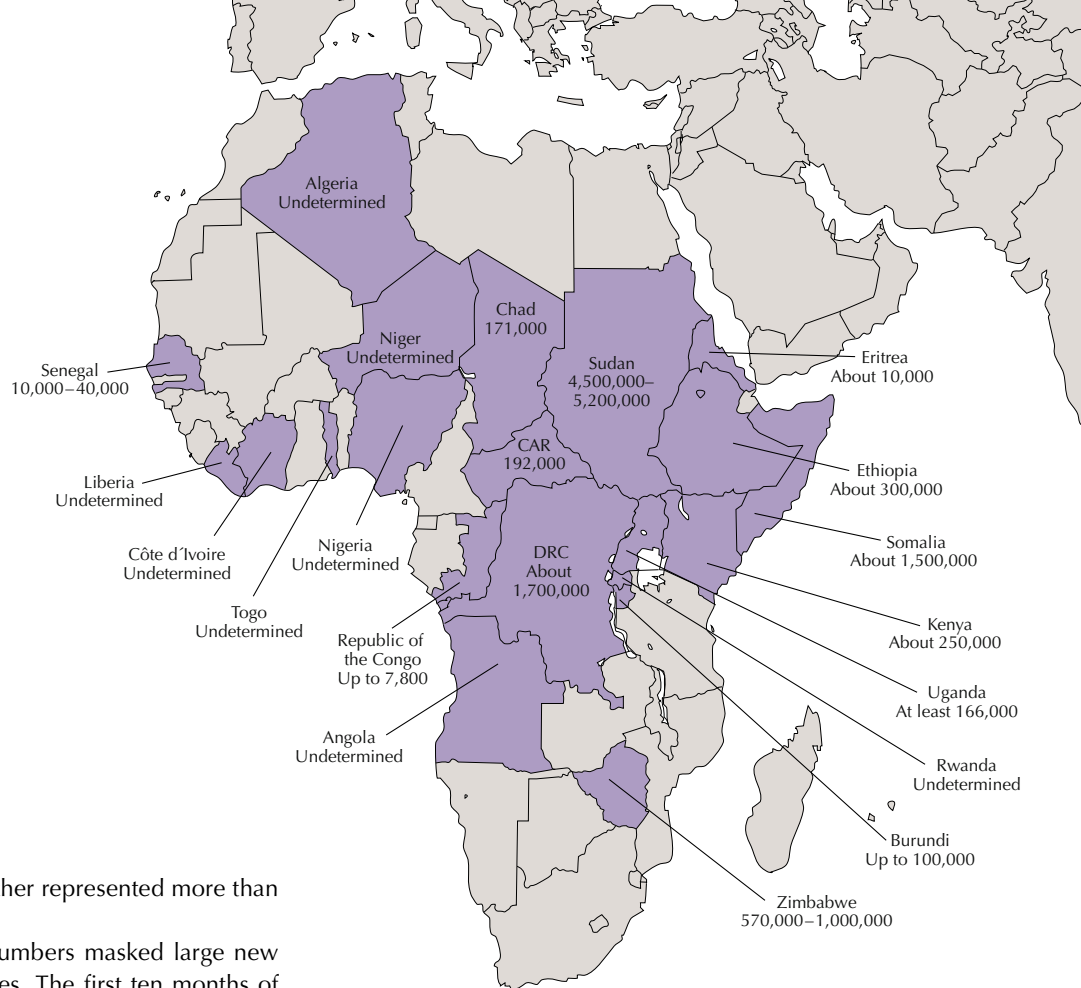 Algeria
Undetermined
Chad
171,000
Niger
Undetermined
Sudan
4,500,000–
5,200,000
Senegal
10,000–40,000
Eritrea
About 10,000
CAR
192,000
Ethiopia
About 300,000
Liberia
Undetermined
Côte d´Ivoire
Undetermined
Nigeria
Undetermined
DRC
About
1,700,000
Somalia
About 1,500,000
Togo
Undetermined
Republic of
the Congo
Up to 7,800
Kenya
About 250,000
Uganda
At least 166,000
Angola
Undetermined
Rwanda
Undetermined
Burundi
Up to 100,000
Zimbabwe
570,000–1,000,000
her represented more than
umbers masked large new
es. The first ten months of